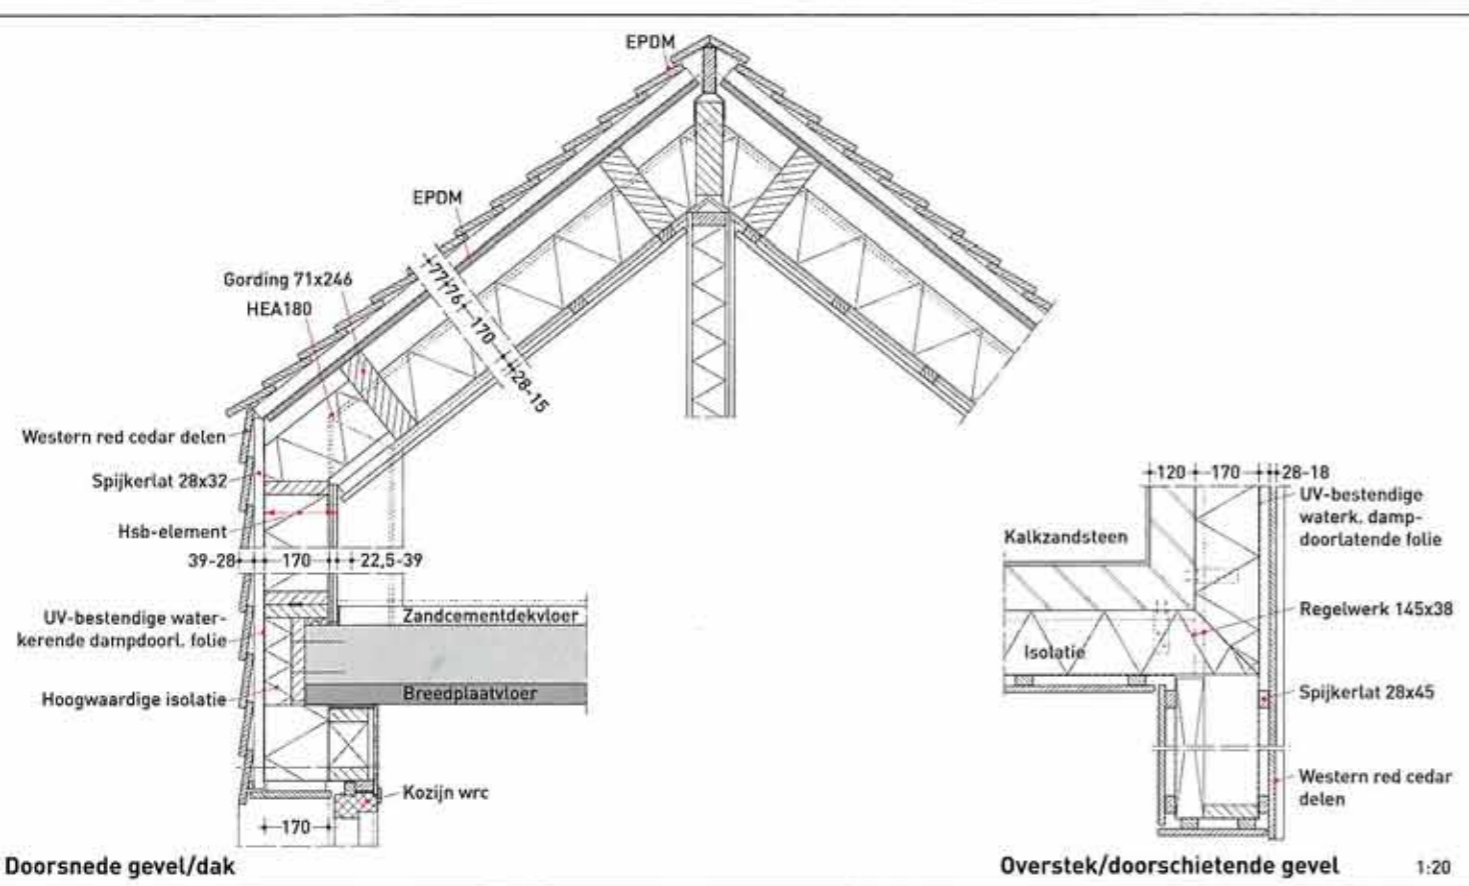 EPDM
EPDM
Gording 71x246
HEA180
77
76
170
28-15
Western red cedar delen
Spijkerlat 28x32
Hsb-element
39-28
170
22,5-39
UV-bestendige water-
kerende dampdoorl. folie
Hoogwaardige isolatie
Zandcementdekvloer
Breedplaatvloer
Kozijn wrc
170
Doorsnede gevel/dak
120
170
28-18
UV-bestendige
waterk. damp-
doorlatende folie
Kalkzandsteen
Regelwerk 145x38
Isolatie
Spijkerlat 28x45
Western red cedar
delen
Overstek/doorschietende gevel
1:20